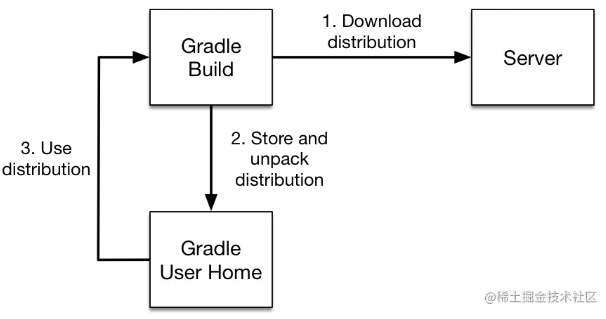 1. Download
distribution
Gradle
Build
Server
3. Use
distribution
2. Store and
unpack
distribution
Gradle
User Home
@稀土掘金技术社区